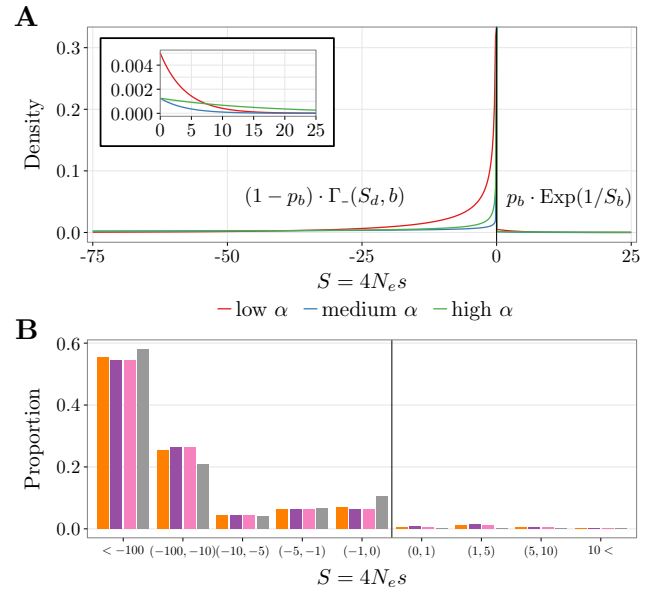 A
0.3
0.2
0.1
0.0
Density
0.004
0.002
0.000
0 5 10 15 20 25
(1 − p_b) · Γ_-(S_d, b)
p_b · Exp(1/S_b)
-75 -50 -25 0 25
S = 4N_e s
low α medium α high α
B
0.6
0.4
0.2
0.0
Proportion
< −100 (−100, −10) (−10, −5) (−5, −1) (−1, 0) (0, 1) (1, 5) (5, 10) 10 <
S = 4N_e s